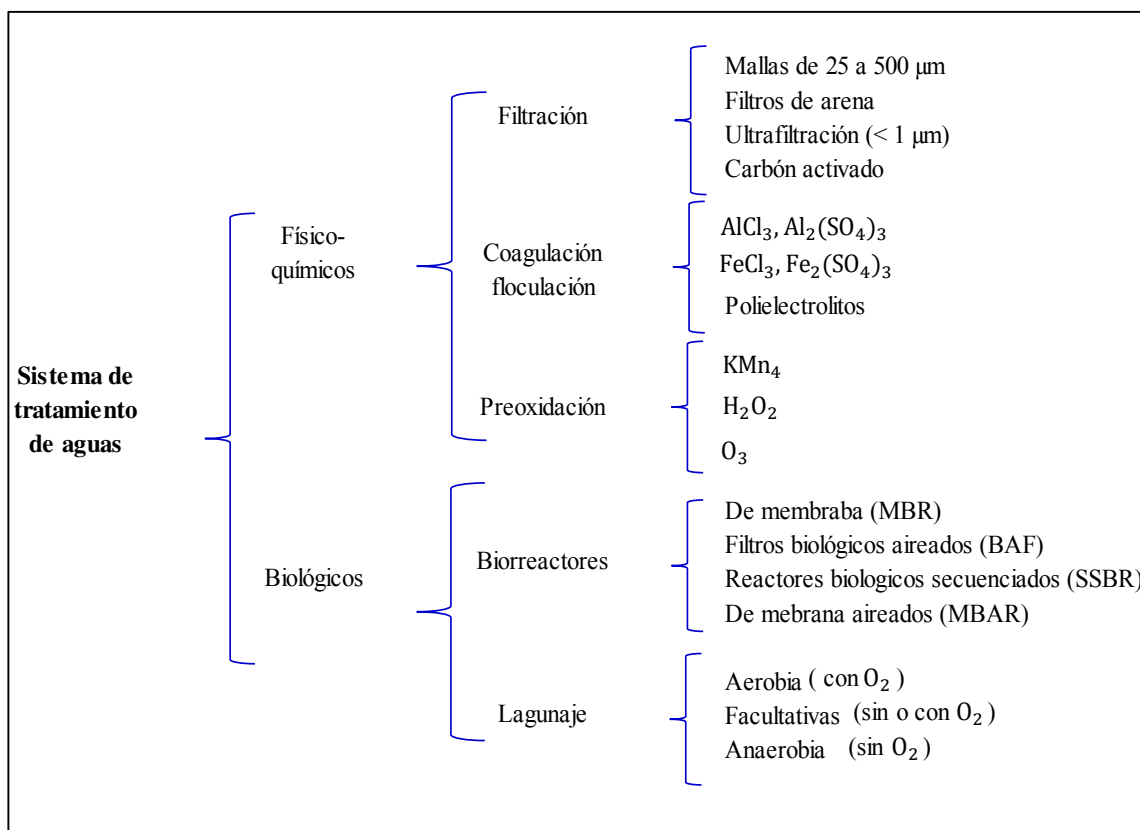 Sistema de
tratamiento
de aguas
Físico-
químicos
Filtración
Mallas de 25 a 500 μm
Filtros de arena
Ultrafiltración (< 1 μm)
Carbón activado
Coagulación
floculación
AlCl₃, Al₂(SO₄)₃
FeCl₃, Fe₂(SO₄)₃
Polielectrolitos
Preoxidación
KMn₄
H₂O₂
O₃
Biológicos
Biorreactores
De membraba (MBR)
Filtros biológicos aireados (BAF)
Reactores biologicos secuenciados (SSBR)
De mebrana aireados (MBAR)
Lagunaje
Aerobia ( con O₂ )
Facultativas (sin o con O₂ )
Anaerobia (sin O₂ )